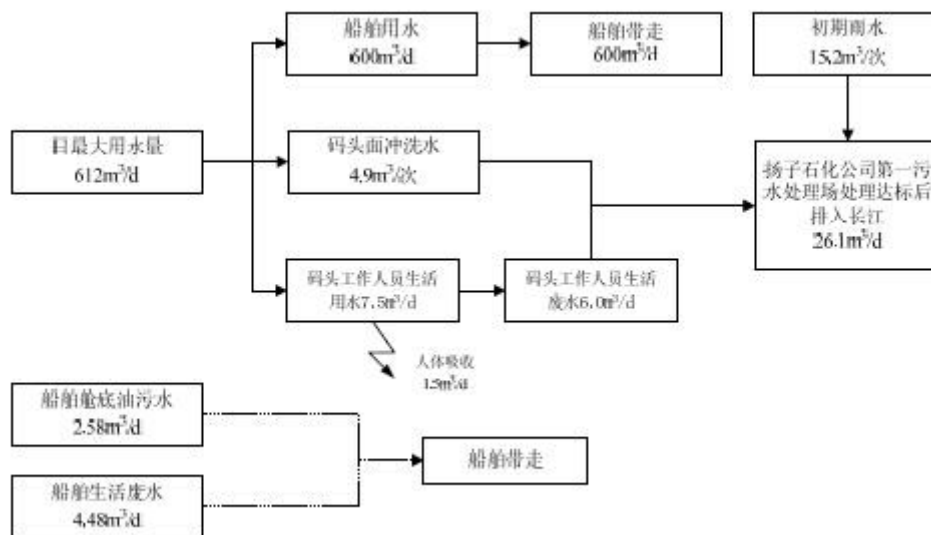 船舶用水
600m³/d
船舶带走
600m³/d
初期雨水
15.2m³/次
日最大用水量
612m³/d
码头面冲洗水
4.9m³/次
扬子石化公司第一污
水处理场处理达标后
排入长江
26.1m³/d
码头工作人员生活
用水7.5m³/d
码头工作人员生活
废水6.0m³/d
人体吸收
1.5m³/d
船舶舱底油污水
2.58m³/d
船舶带走
船舶生活废水
4.48m³/d